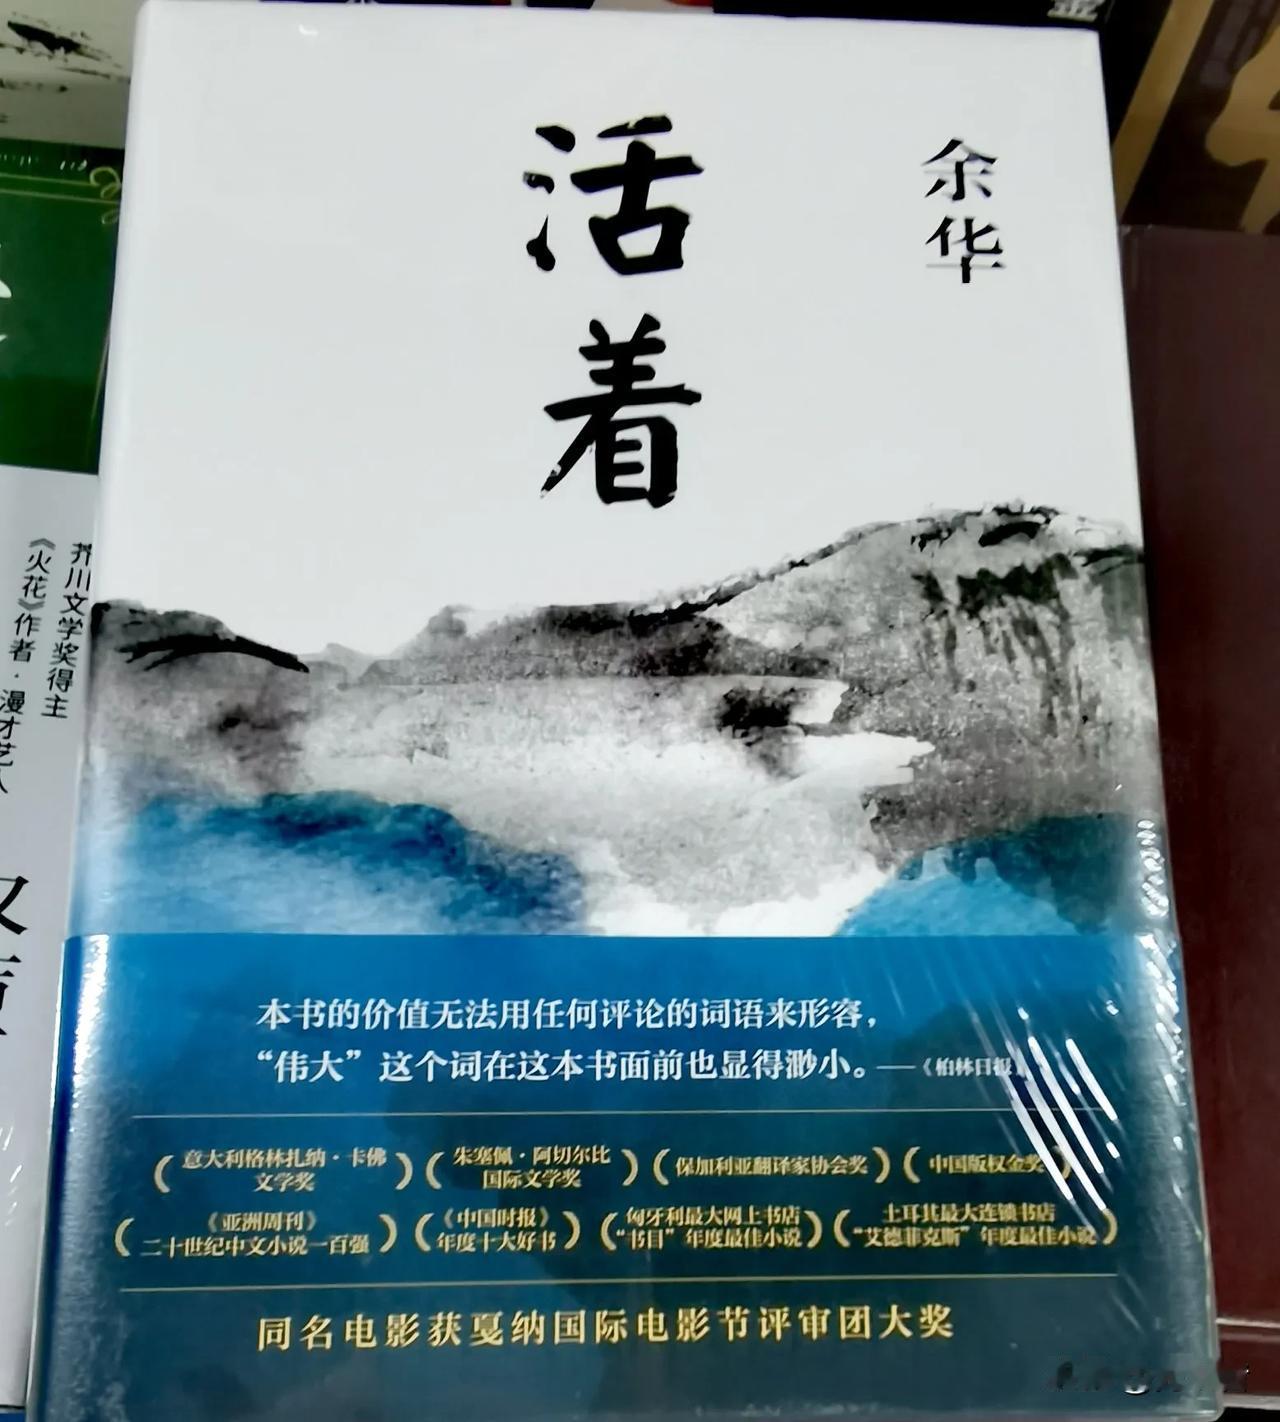 活着
余华
本书的价值无法用任何评论的词语来形容，
“伟大”这个词在这本书面前也显得渺小。——《柏林日报》
意大利格林扎纳·卡佛
文学奖
朱塞佩·阿切尔比
国际文学奖
保加利亚翻译家协会奖
中国版权金奖
《亚洲周刊》
二十世纪中文小说一百强
《中国时报》
年度十大好书
匈牙利最大网上书店
“书目”年度最佳小说
土耳其最大连锁书店
“艾德菲克斯”年度最佳小说
同名电影获戛纳国际电影节评审团大奖
芥川文学奖得主
《火花》作者·漫才艺人